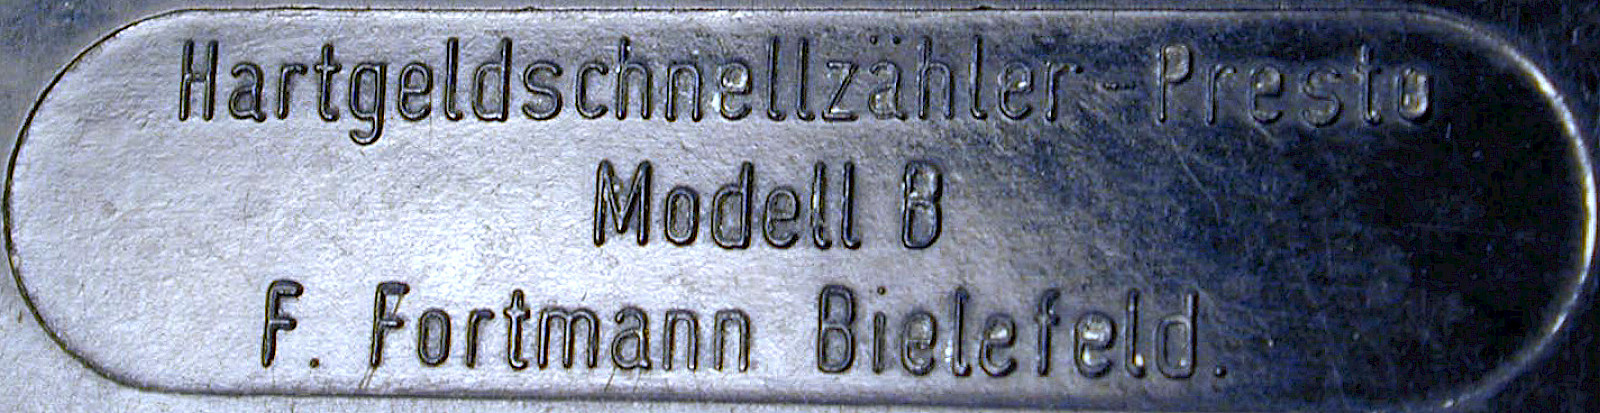 Hartgeldschnellzähler-Presto
Modell B
F. Fortmann Bielefeld.